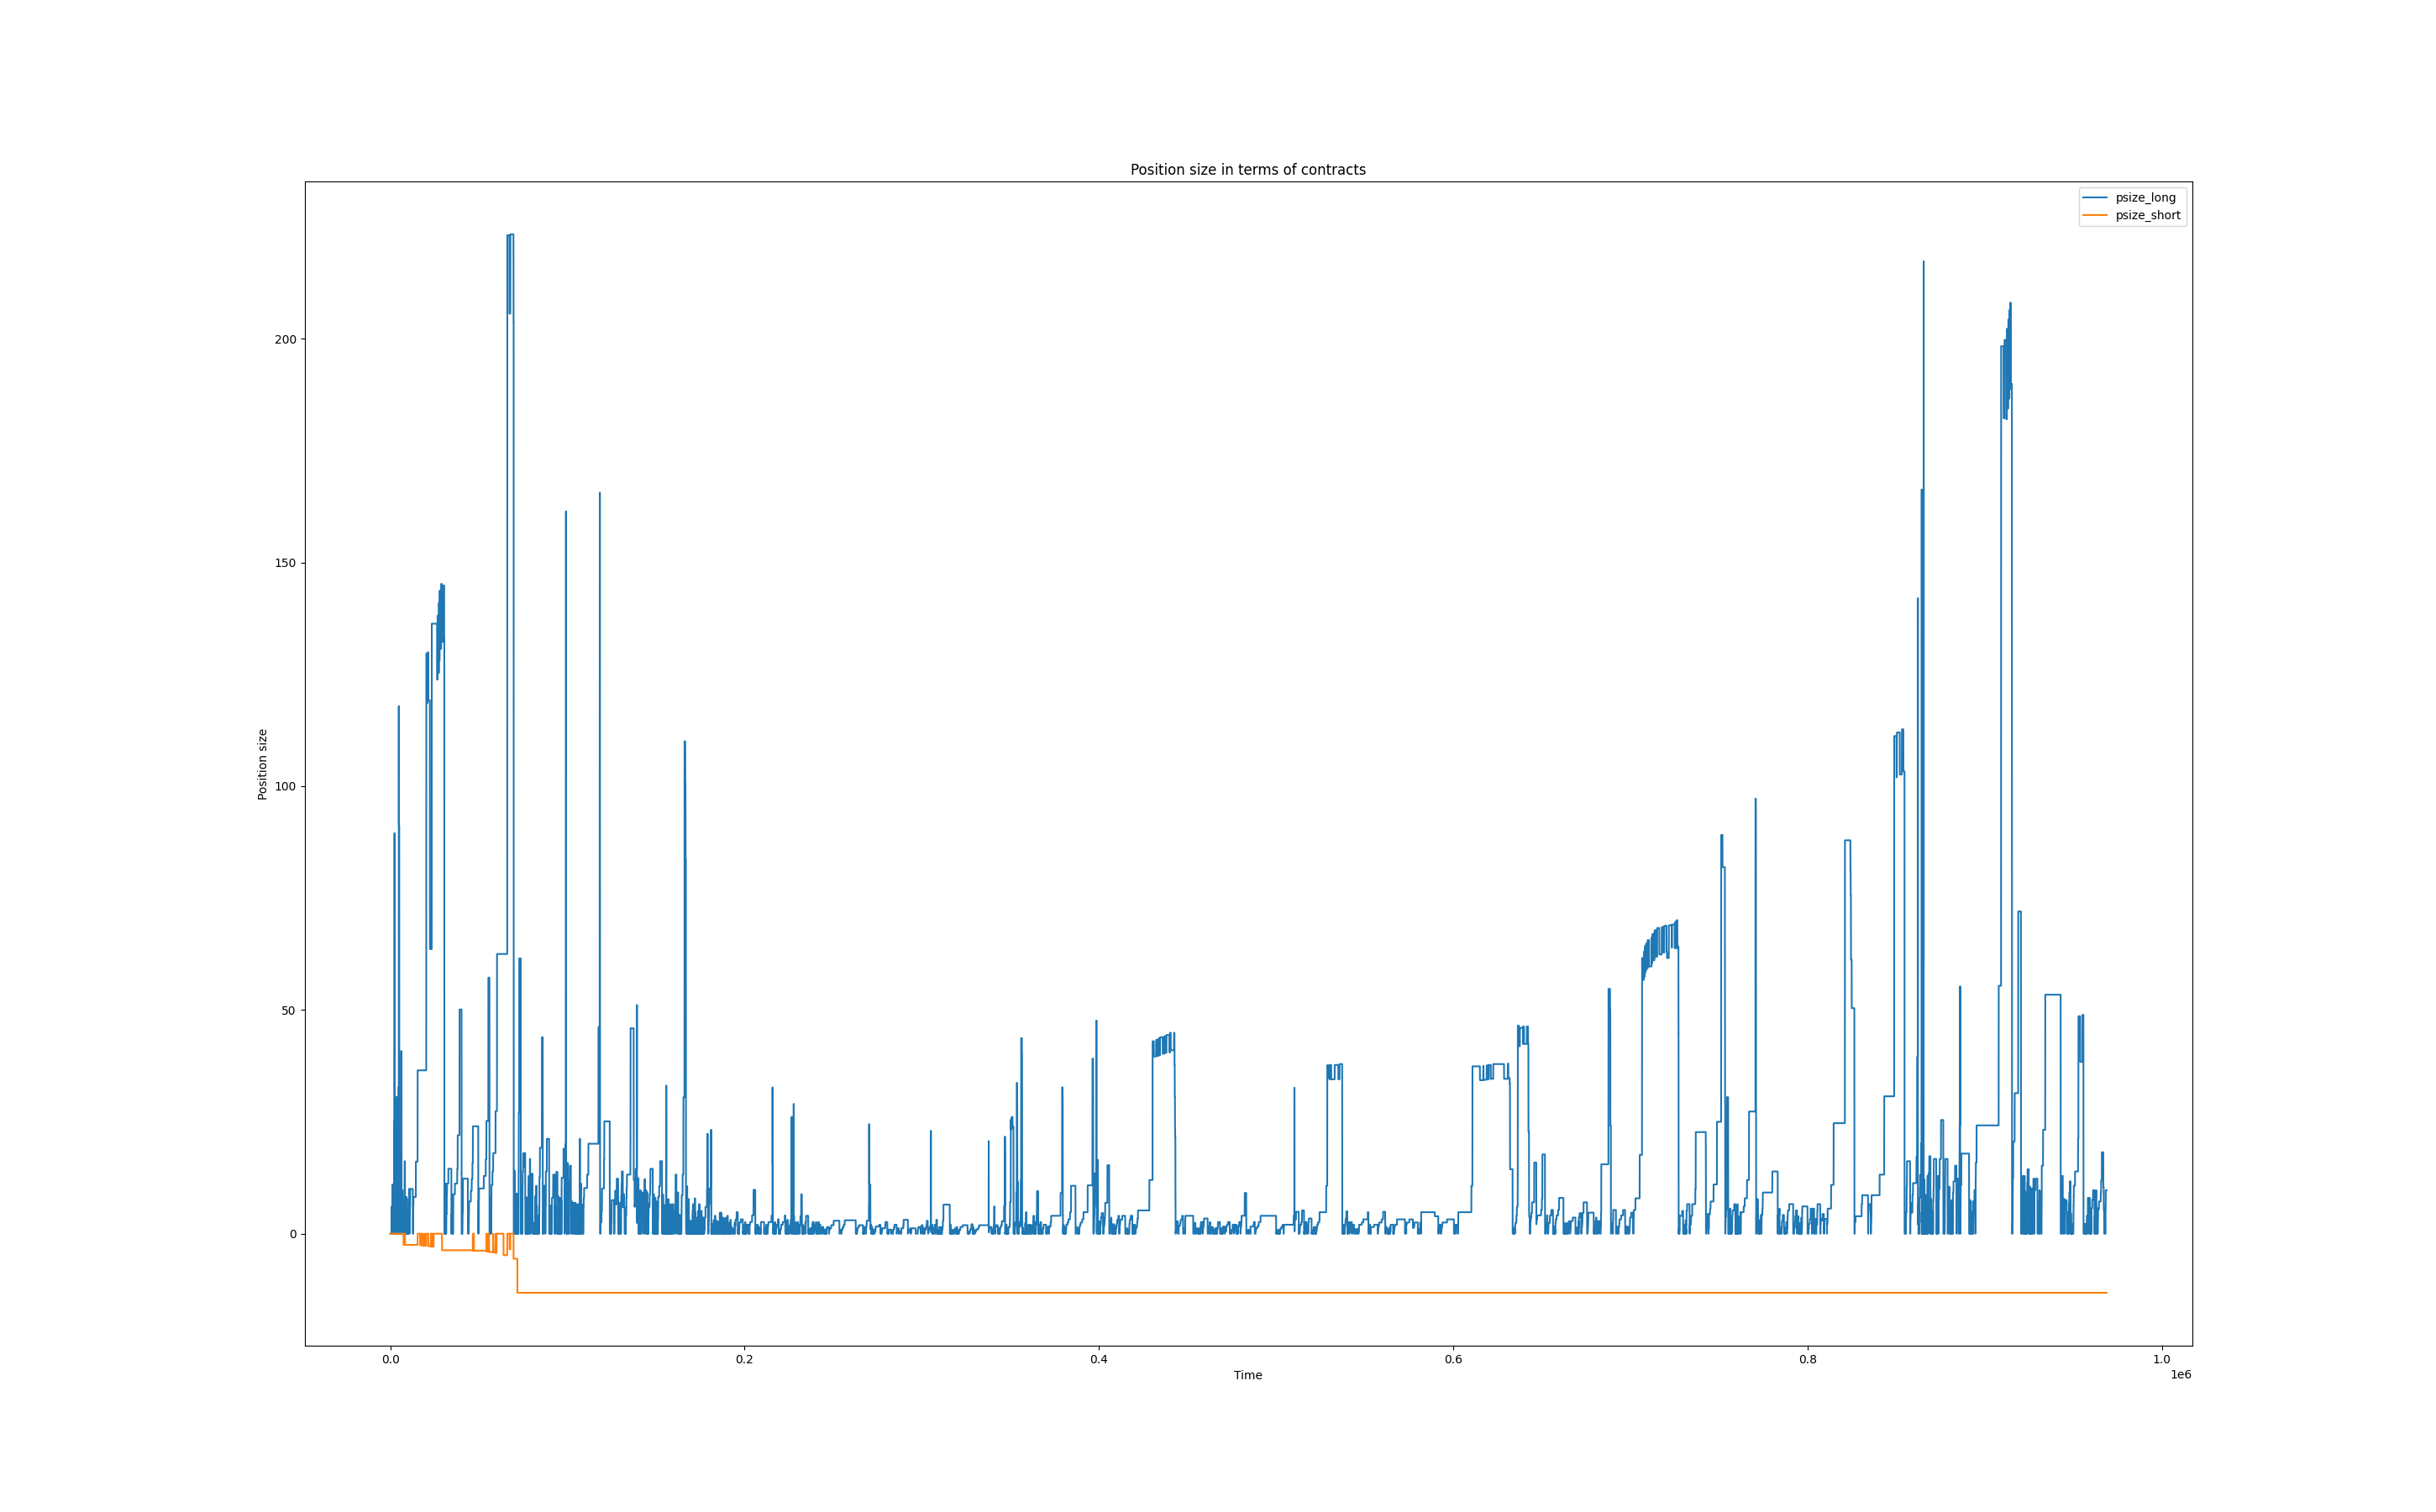 Position size in terms of contracts
psize_long
psize_short
Position size
200
150
100
50
0
0.0
0.2
0.4
0.6
0.8
1.0
1e6
Time